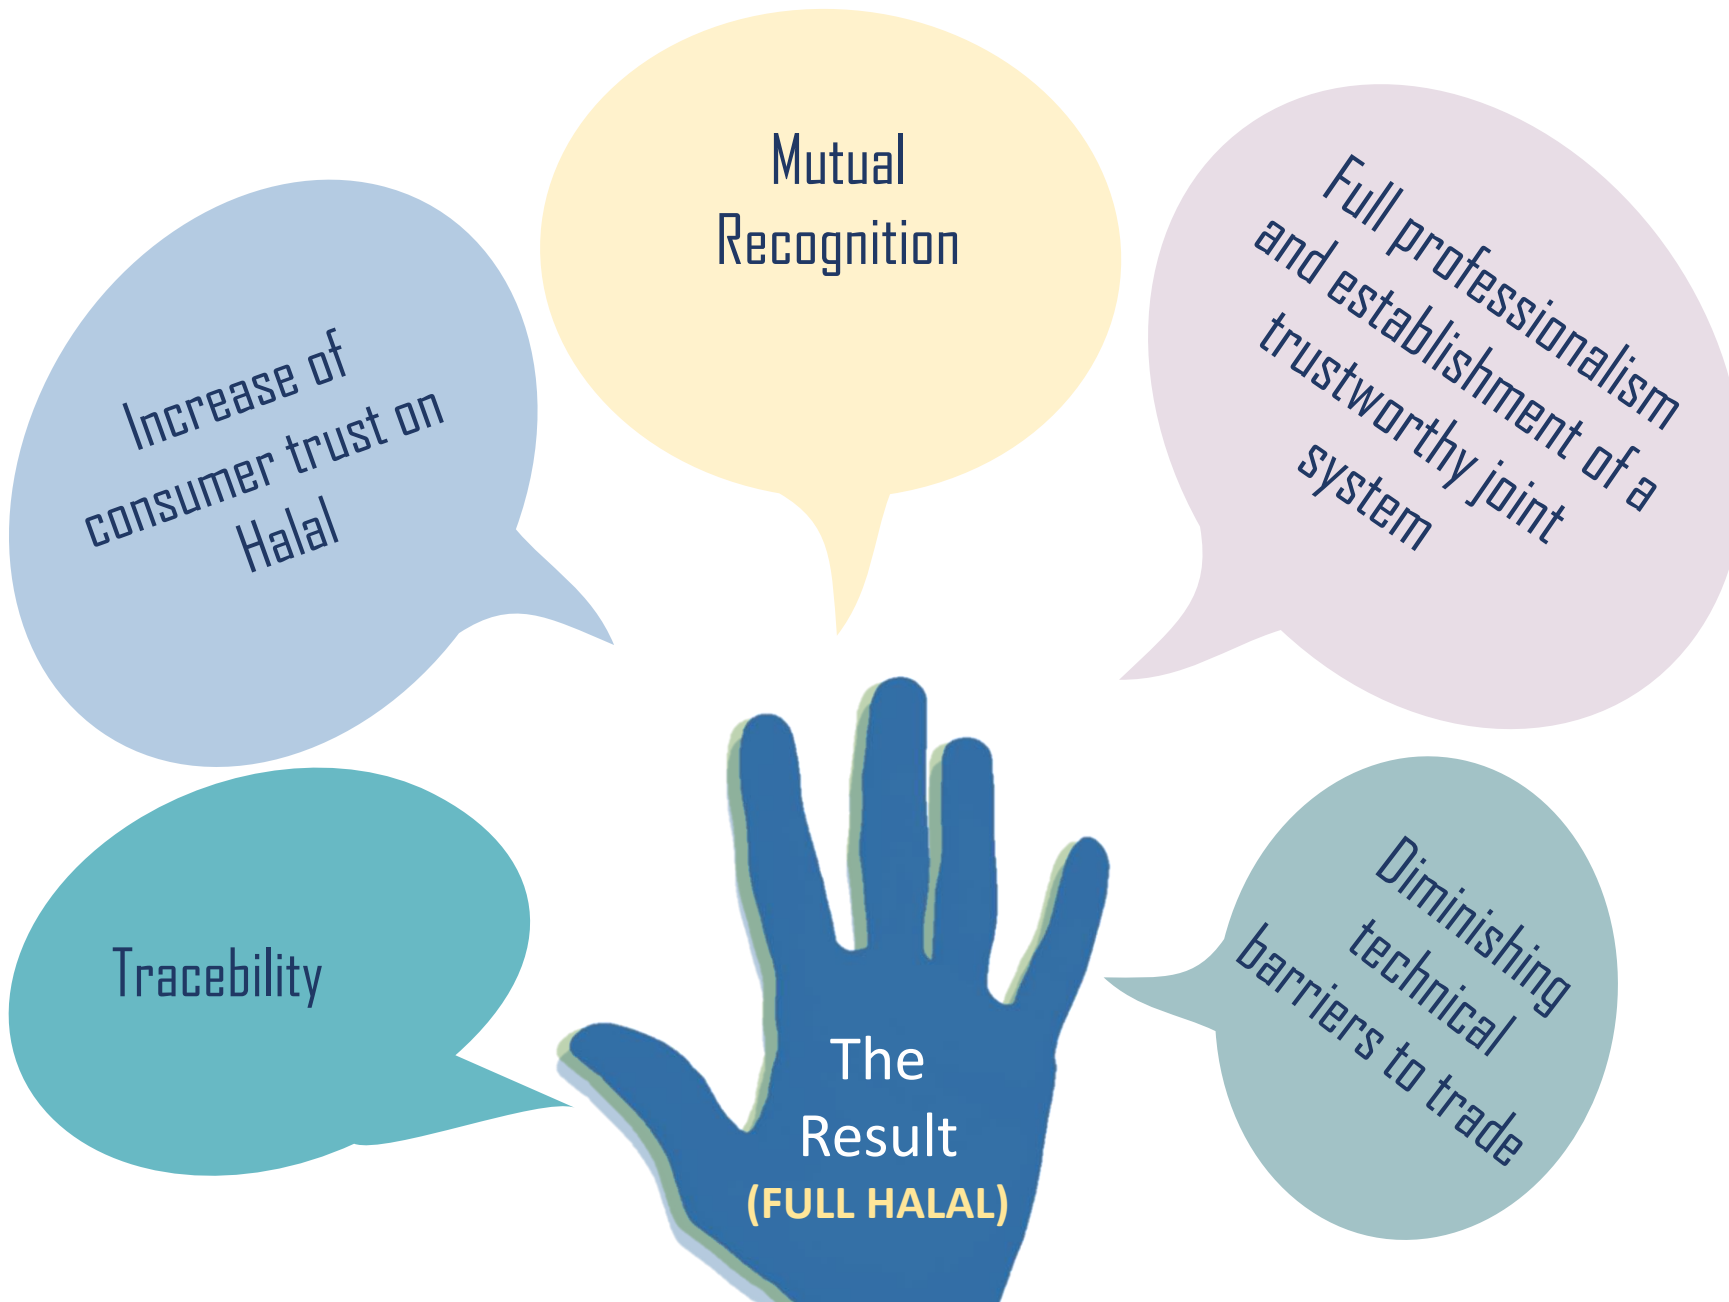 Mutual
Recognition
Increase of
consumer trust on
Halal
Full professionalism
and establishment of a
trustworthy joint
system
Tracebility
Diminishing
technical
barriers to trade
The
Result
(FULL HALAL)